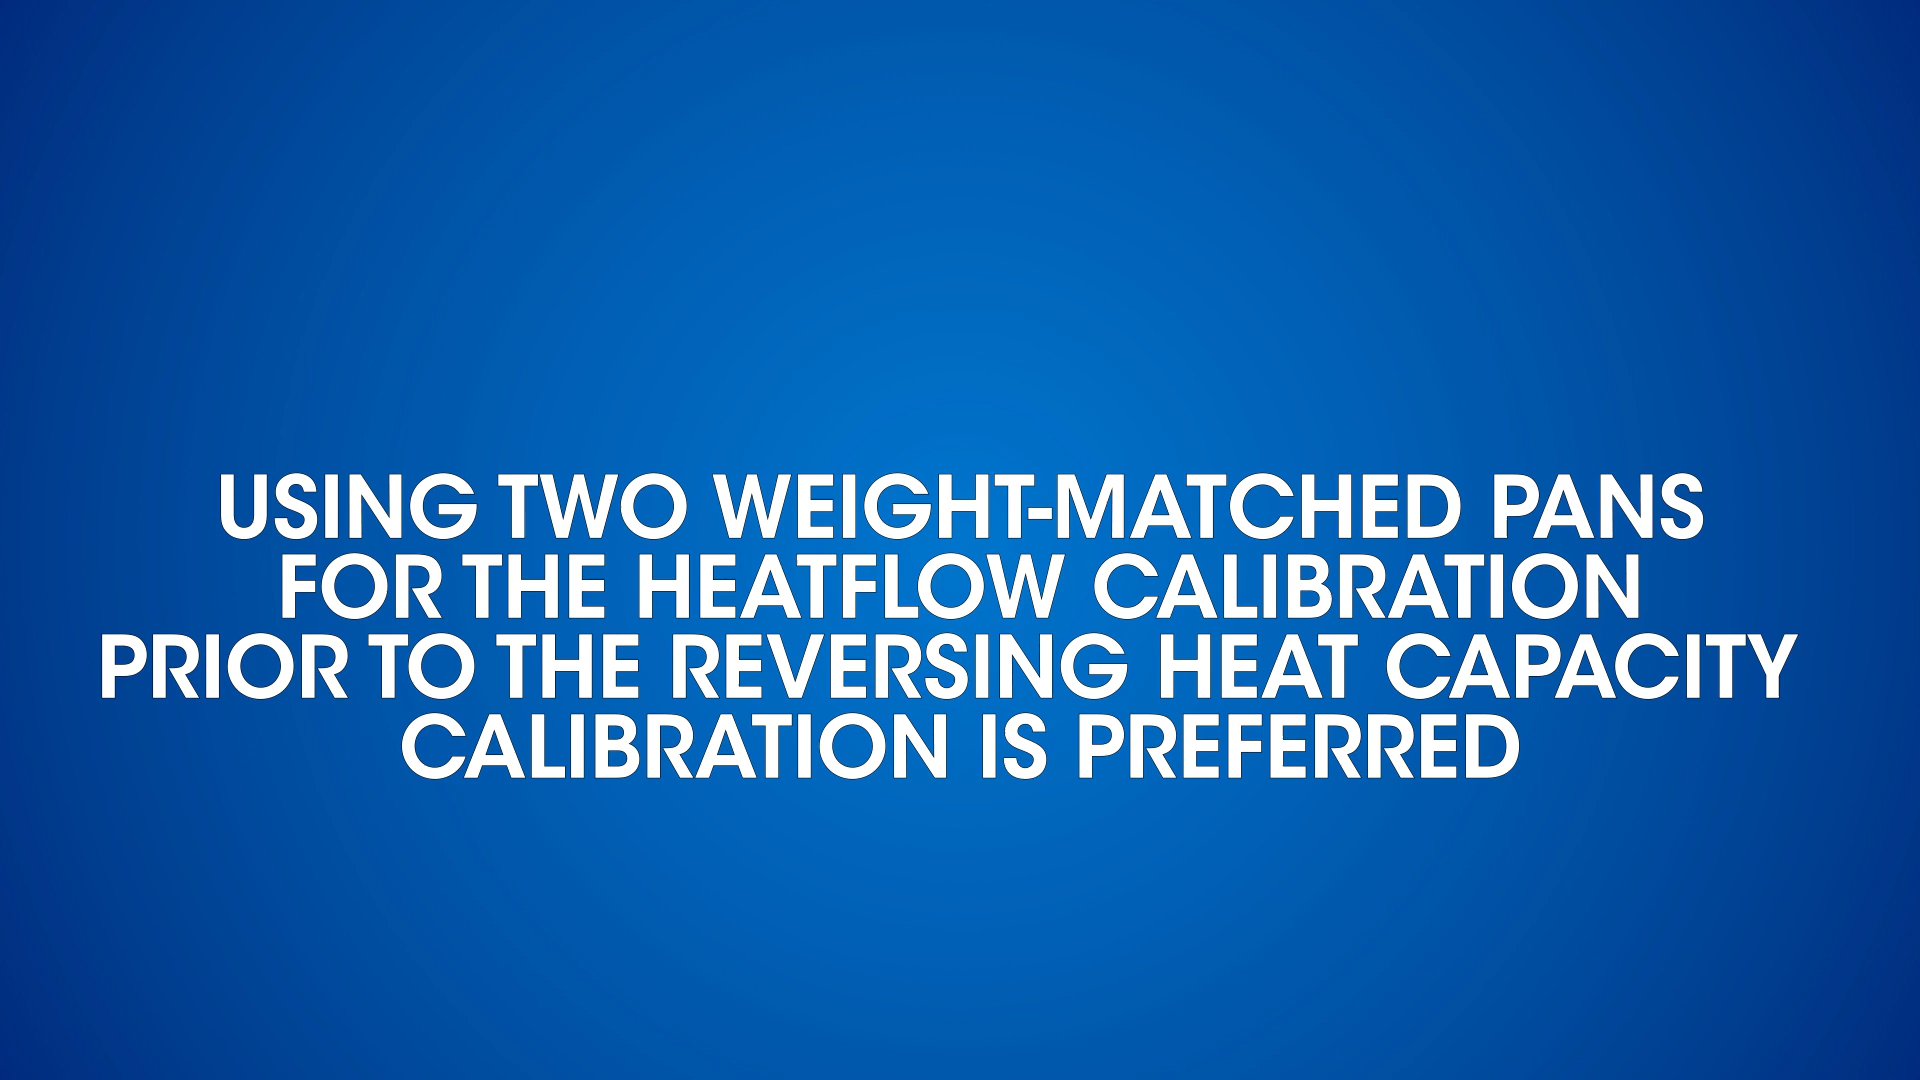 USING TWO WEIGHT-MATCHED PANS
FOR THE HEATFLOW CALIBRATION
PRIOR TO THE REVERSING HEAT CAPACITY
CALIBRATION IS PREFERRED